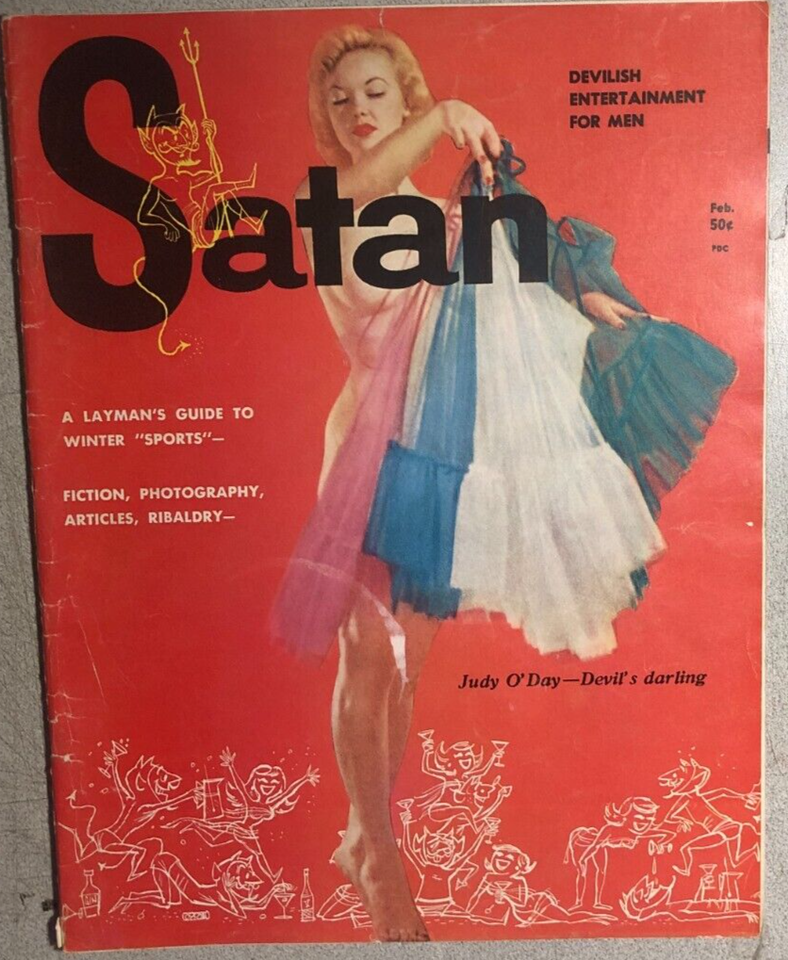 Satan
DEVILISH
ENTERTAINMENT
FOR MEN
Feb.
50¢
PDC
A LAYMAN'S GUIDE TO
WINTER "SPORTS"—
FICTION, PHOTOGRAPHY,
ARTICLES, RIBALDRY—
Judy O'Day—Devil's darling